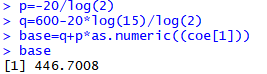 > p=-20/log(2)
> q=600-20*log(15)/log(2)
> base=q+p*as.numeric((coe[1]))
> base
[1] 446.7008